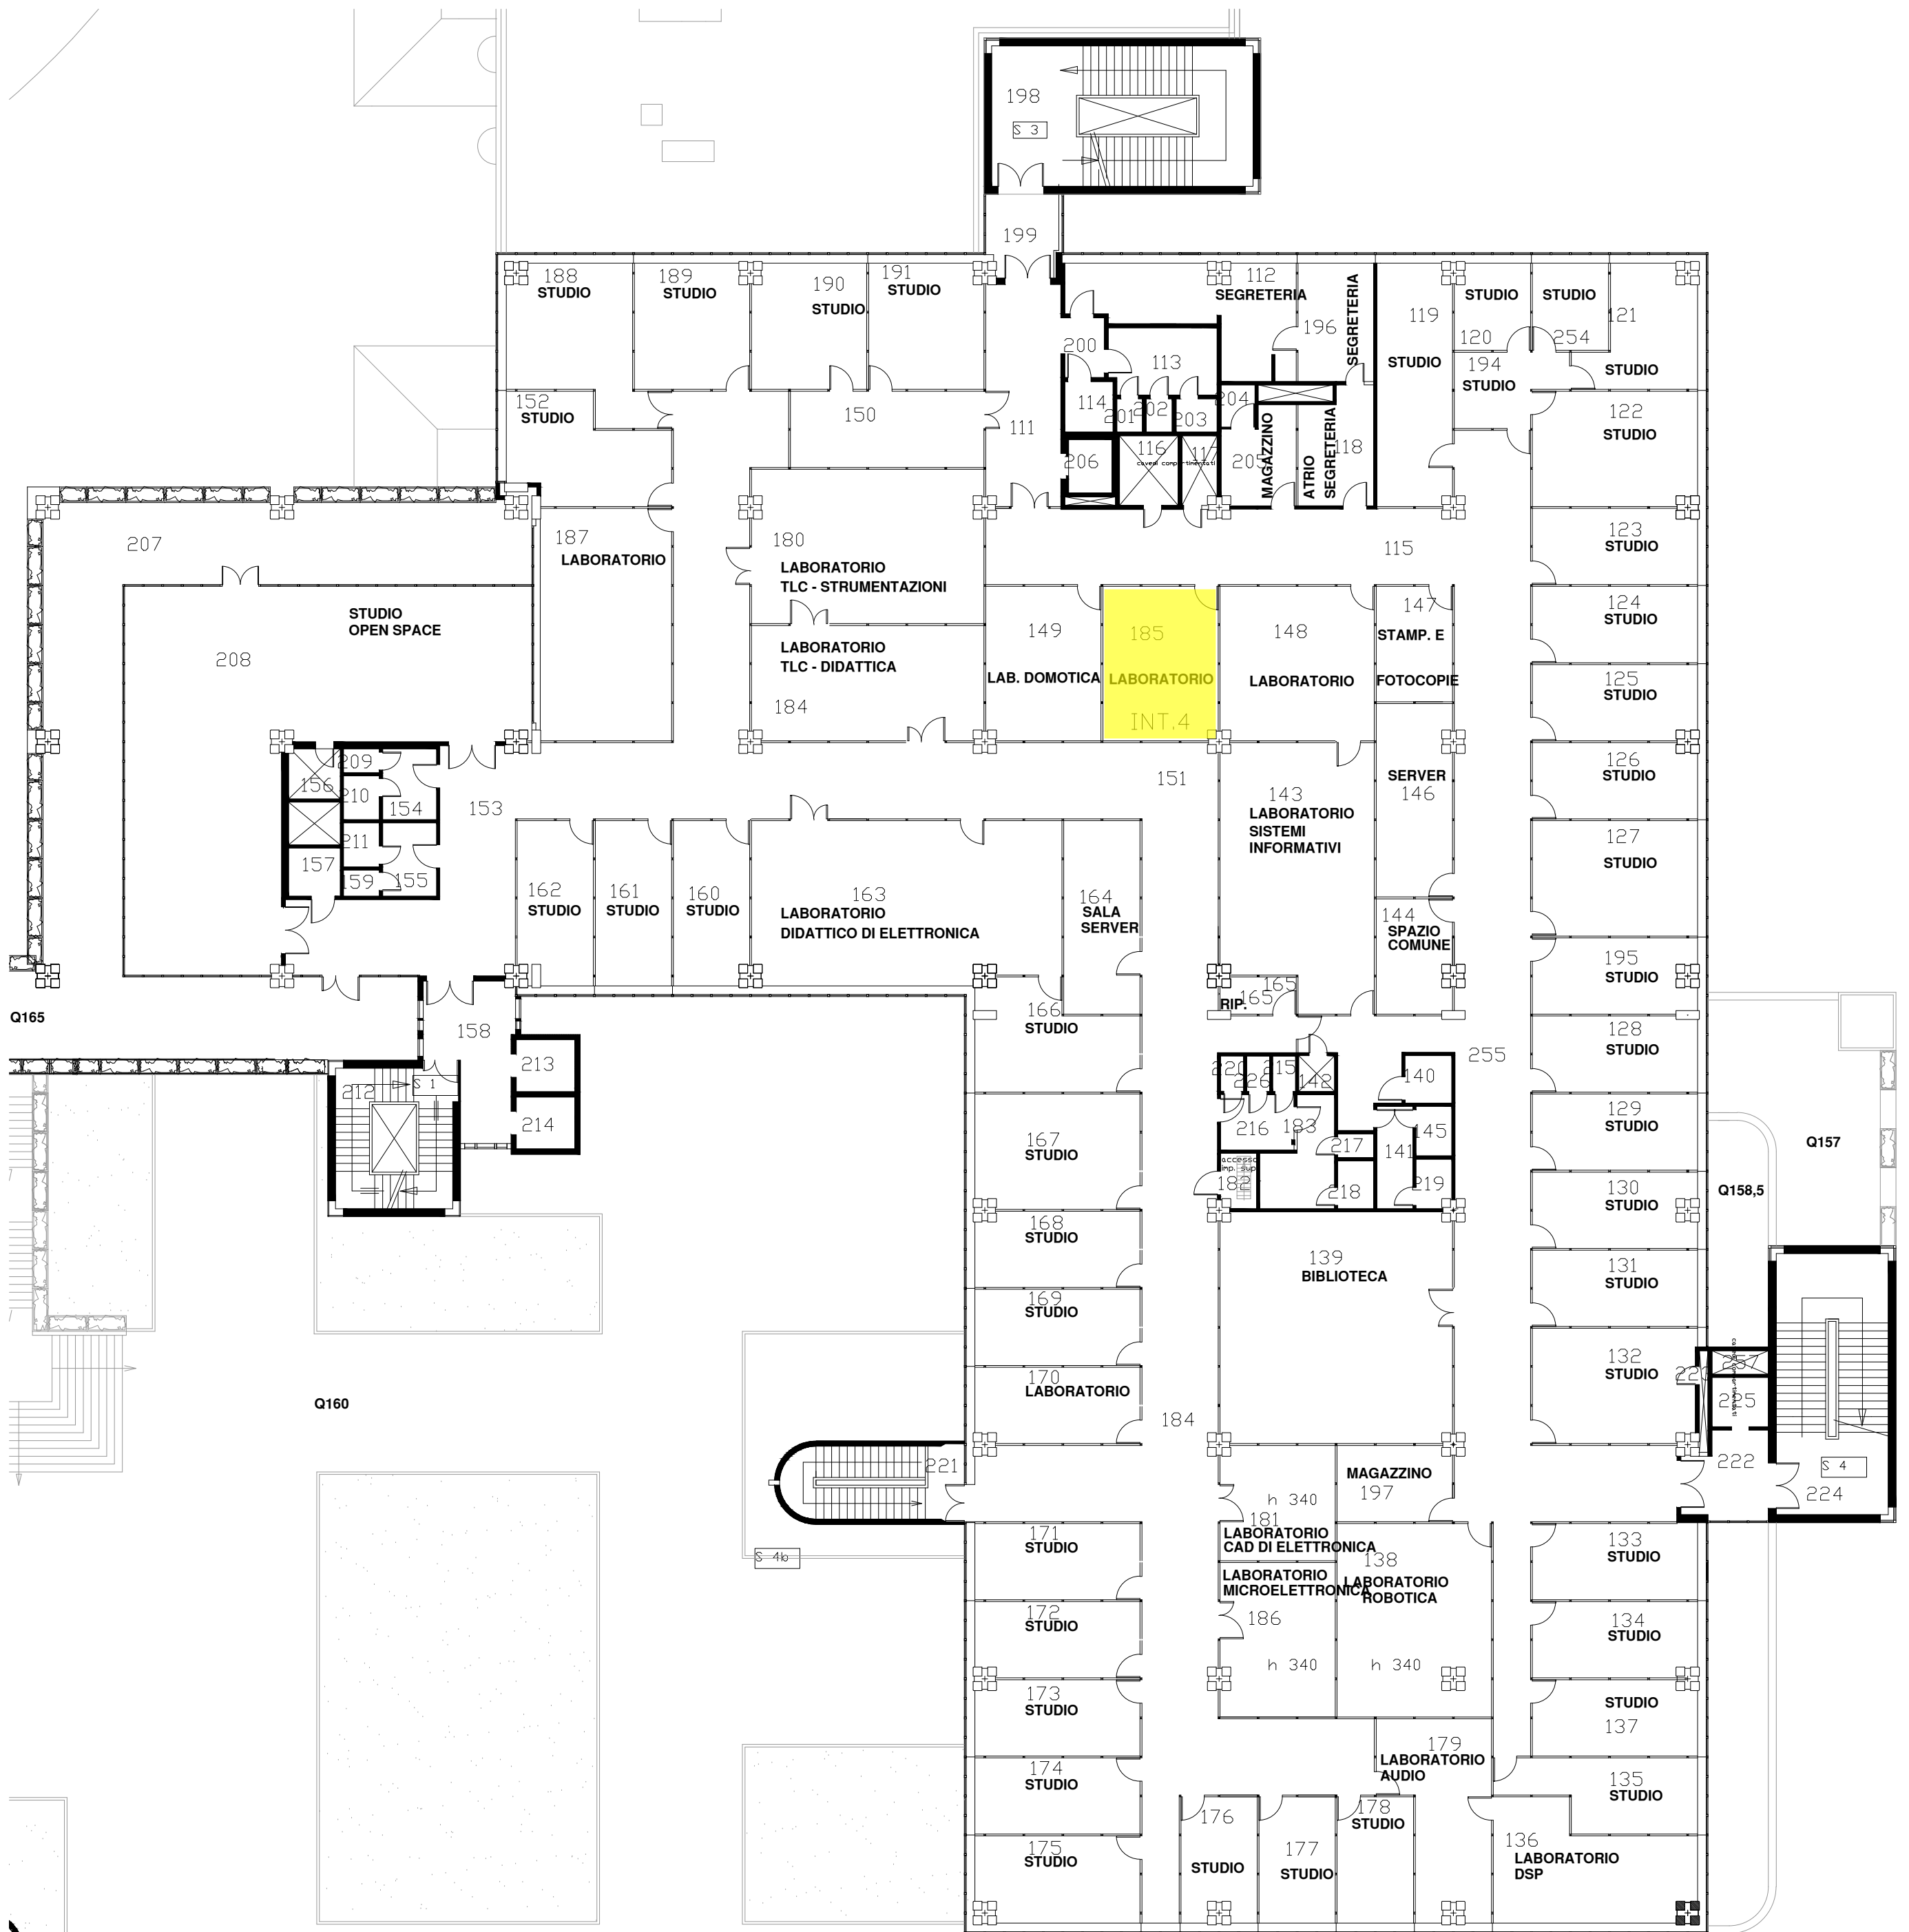 198
S 3
199
188
STUDIO
189
STUDIO
190
STUDIO
191
STUDIO
112
SEGRETERIA
196
SEGRETERIA
119
STUDIO
STUDIO
120
STUDIO
254
121
STUDIO
194
STUDIO
200
113
114
201
202
203
204
152
STUDIO
150
111
206
116
117
cavedi compartimentati
205
MAGAZZINO
ATRIO
SEGRETERIA
118
122
STUDIO
207
187
LABORATORIO
180
LABORATORIO
TLC - STRUMENTAZIONI
115
123
STUDIO
STUDIO
OPEN SPACE
208
LABORATORIO
TLC - DIDATTICA
184
149
LAB. DOMOTICA
185
LABORATORIO
INT.4
148
LABORATORIO
147
STAMP. E
FOTOCOPIE
124
STUDIO
125
STUDIO
209
156
210
154
153
211
157
159
155
151
143
LABORATORIO
SISTEMI
INFORMATIVI
SERVER
146
126
STUDIO
127
STUDIO
162
STUDIO
161
STUDIO
160
STUDIO
163
LABORATORIO
DIDATTICO DI ELETTRONICA
164
SALA
SERVER
144
SPAZIO
COMUNE
195
STUDIO
Q165
165
165
RIP.
166
STUDIO
158
213
212
S 1
214
255
128
STUDIO
220
226
215
142
140
216
183
217
141
145
182
218
219
129
STUDIO
Q157
167
STUDIO
130
STUDIO
Q158,5
168
STUDIO
139
BIBLIOTECA
131
STUDIO
169
STUDIO
170
LABORATORIO
132
STUDIO
225
Q160
184
221
MAGAZZINO
197
h 340
181
LABORATORIO
CAD DI ELETTRONICA
222
S 4
224
S 4b
171
STUDIO
138
LABORATORIO
ROBOTICA
LABORATORIO
MICROELETTRONICA
133
STUDIO
172
STUDIO
186
134
STUDIO
h 340
h 340
173
STUDIO
STUDIO
137
179
LABORATORIO
AUDIO
174
STUDIO
135
STUDIO
176
STUDIO
177
STUDIO
178
STUDIO
175
STUDIO
136
LABORATORIO
DSP